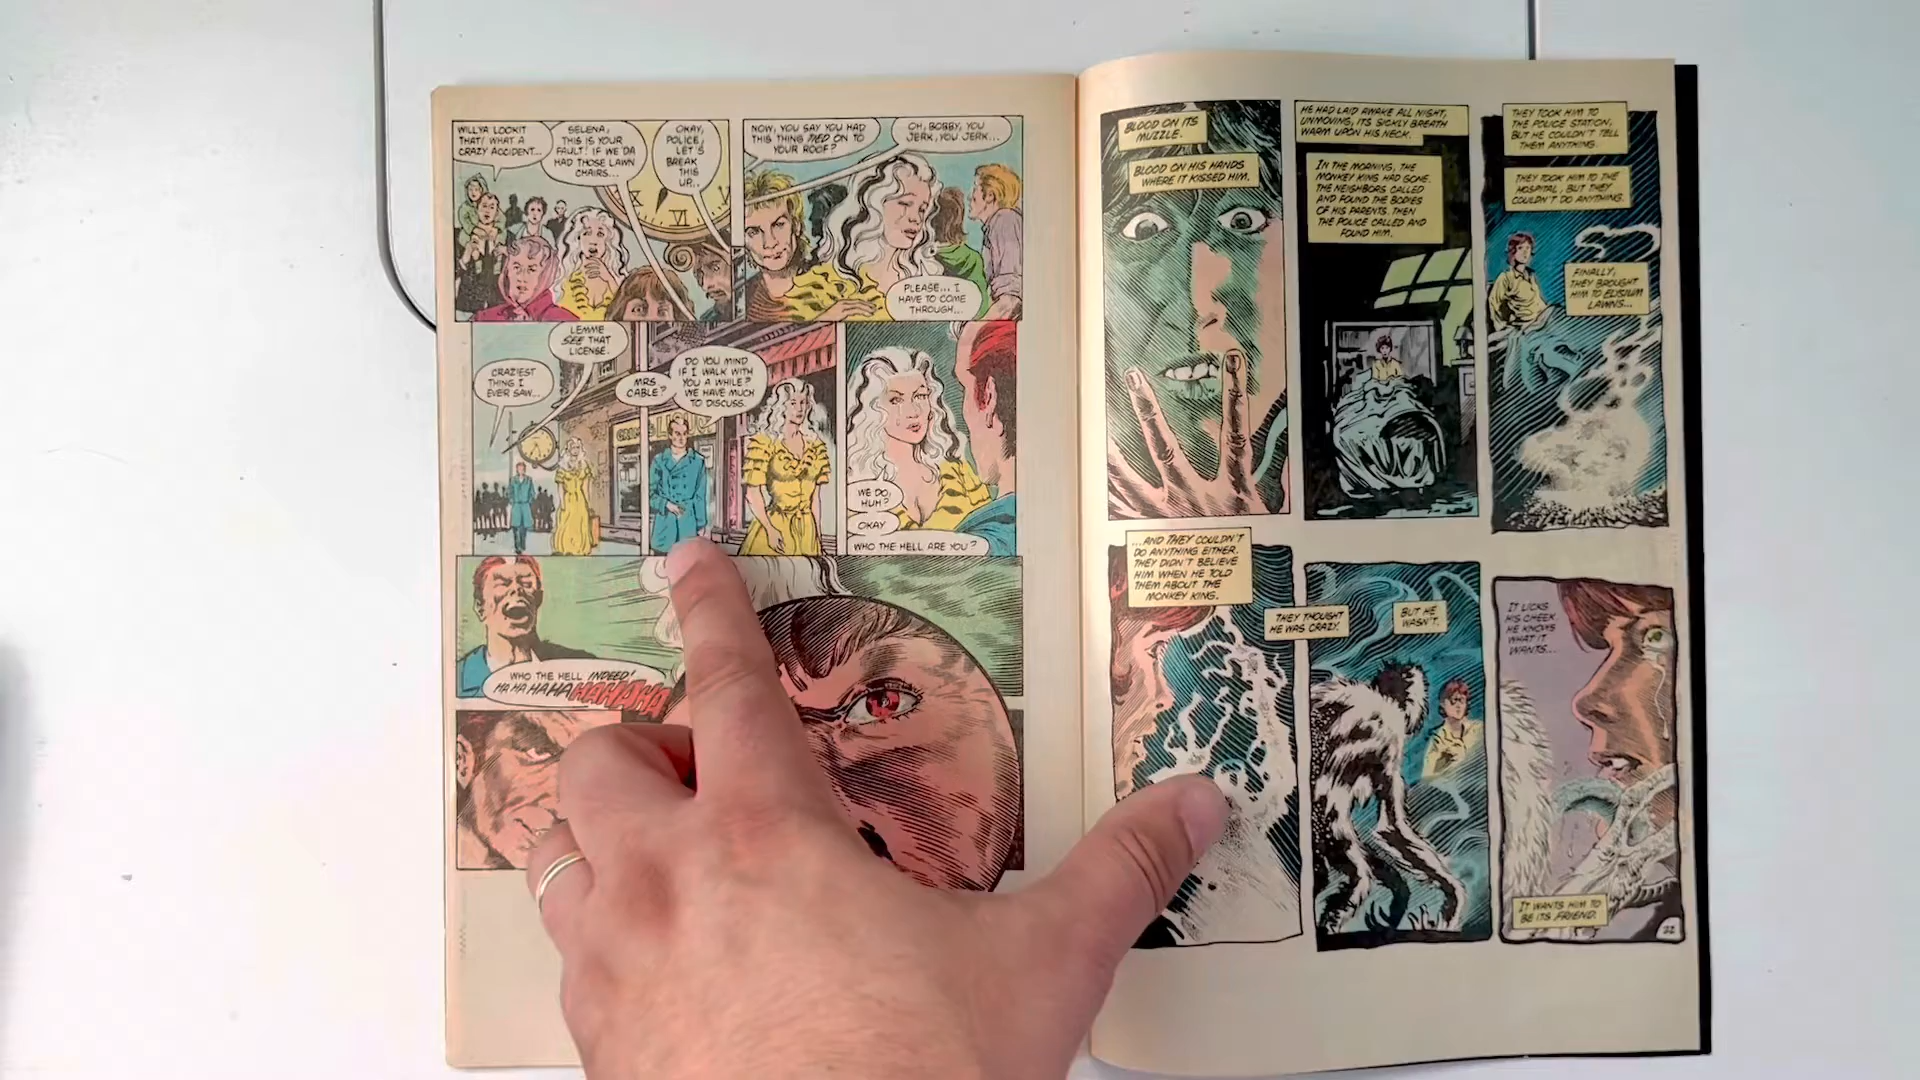 WILLYA LOOKIT
THAT! WHAT A
CRAZY ACCIDENT...
SELENA,
THIS IS YOUR
FAULT! IF WE'DA
HAD THOSE LAWN
CHAIRS...
OKAY,
POLICE,
LET'S
BREAK
THIS
UP...
VI
NOW, YOU SAY YOU HAD
THIS THING TIED ON TO
YOUR ROOF?
OH, BOBBY, YOU
JERK, YOU JERK...
PLEASE... I
HAVE TO COME
THROUGH...
CRAZIEST
THING I
EVER SAW...
LEMME
SEE THAT
LICENSE.
MRS.
CABLE?
DO YOU MIND
IF I WALK WITH
YOU A WHILE?
WE HAVE MUCH
TO DISCUSS.
WE DO,
HUH?
OKAY
WHO THE HELL ARE YOU?
WHO THE HELL INDEED!
HA HA HA HA HAHAHA
BLOOD ON ITS
MUZZLE.
BLOOD ON HIS HANDS
WHERE IT KISSED HIM.
HE HAD LAID AWAKE ALL NIGHT,
UNMOVING, ITS SICKLY BREATH
WARM UPON HIS NECK.
IN THE MORNING, THE
MONKEY KING HAD GONE.
THE NEIGHBORS CALLED
AND FOUND THE BODIES
OF HIS PARENTS. THEN
THE POLICE CALLED AND
FOUND HIM.
THEY TOOK HIM TO
THE POLICE STATION,
BUT HE COULDN'T TELL
THEM ANYTHING.
THEY TOOK HIM TO THE
HOSPITAL, BUT THEY
COULDN'T DO ANYTHING.
FINALLY,
THEY BROUGHT
HIM TO ELYSIUM
LAWNS...
...AND THEY COULDN'T
DO ANYTHING EITHER.
THEY DIDN'T BELIEVE
HIM WHEN HE TOLD
THEM ABOUT THE
MONKEY KING.
THEY THOUGHT
HE WAS CRAZY.
BUT HE
WASN'T.
IT LICKS
HIS CHEEK.
HE KNOWS
WHAT IT
WANTS...
IT WANTS HIM TO
BE ITS FRIEND.
22